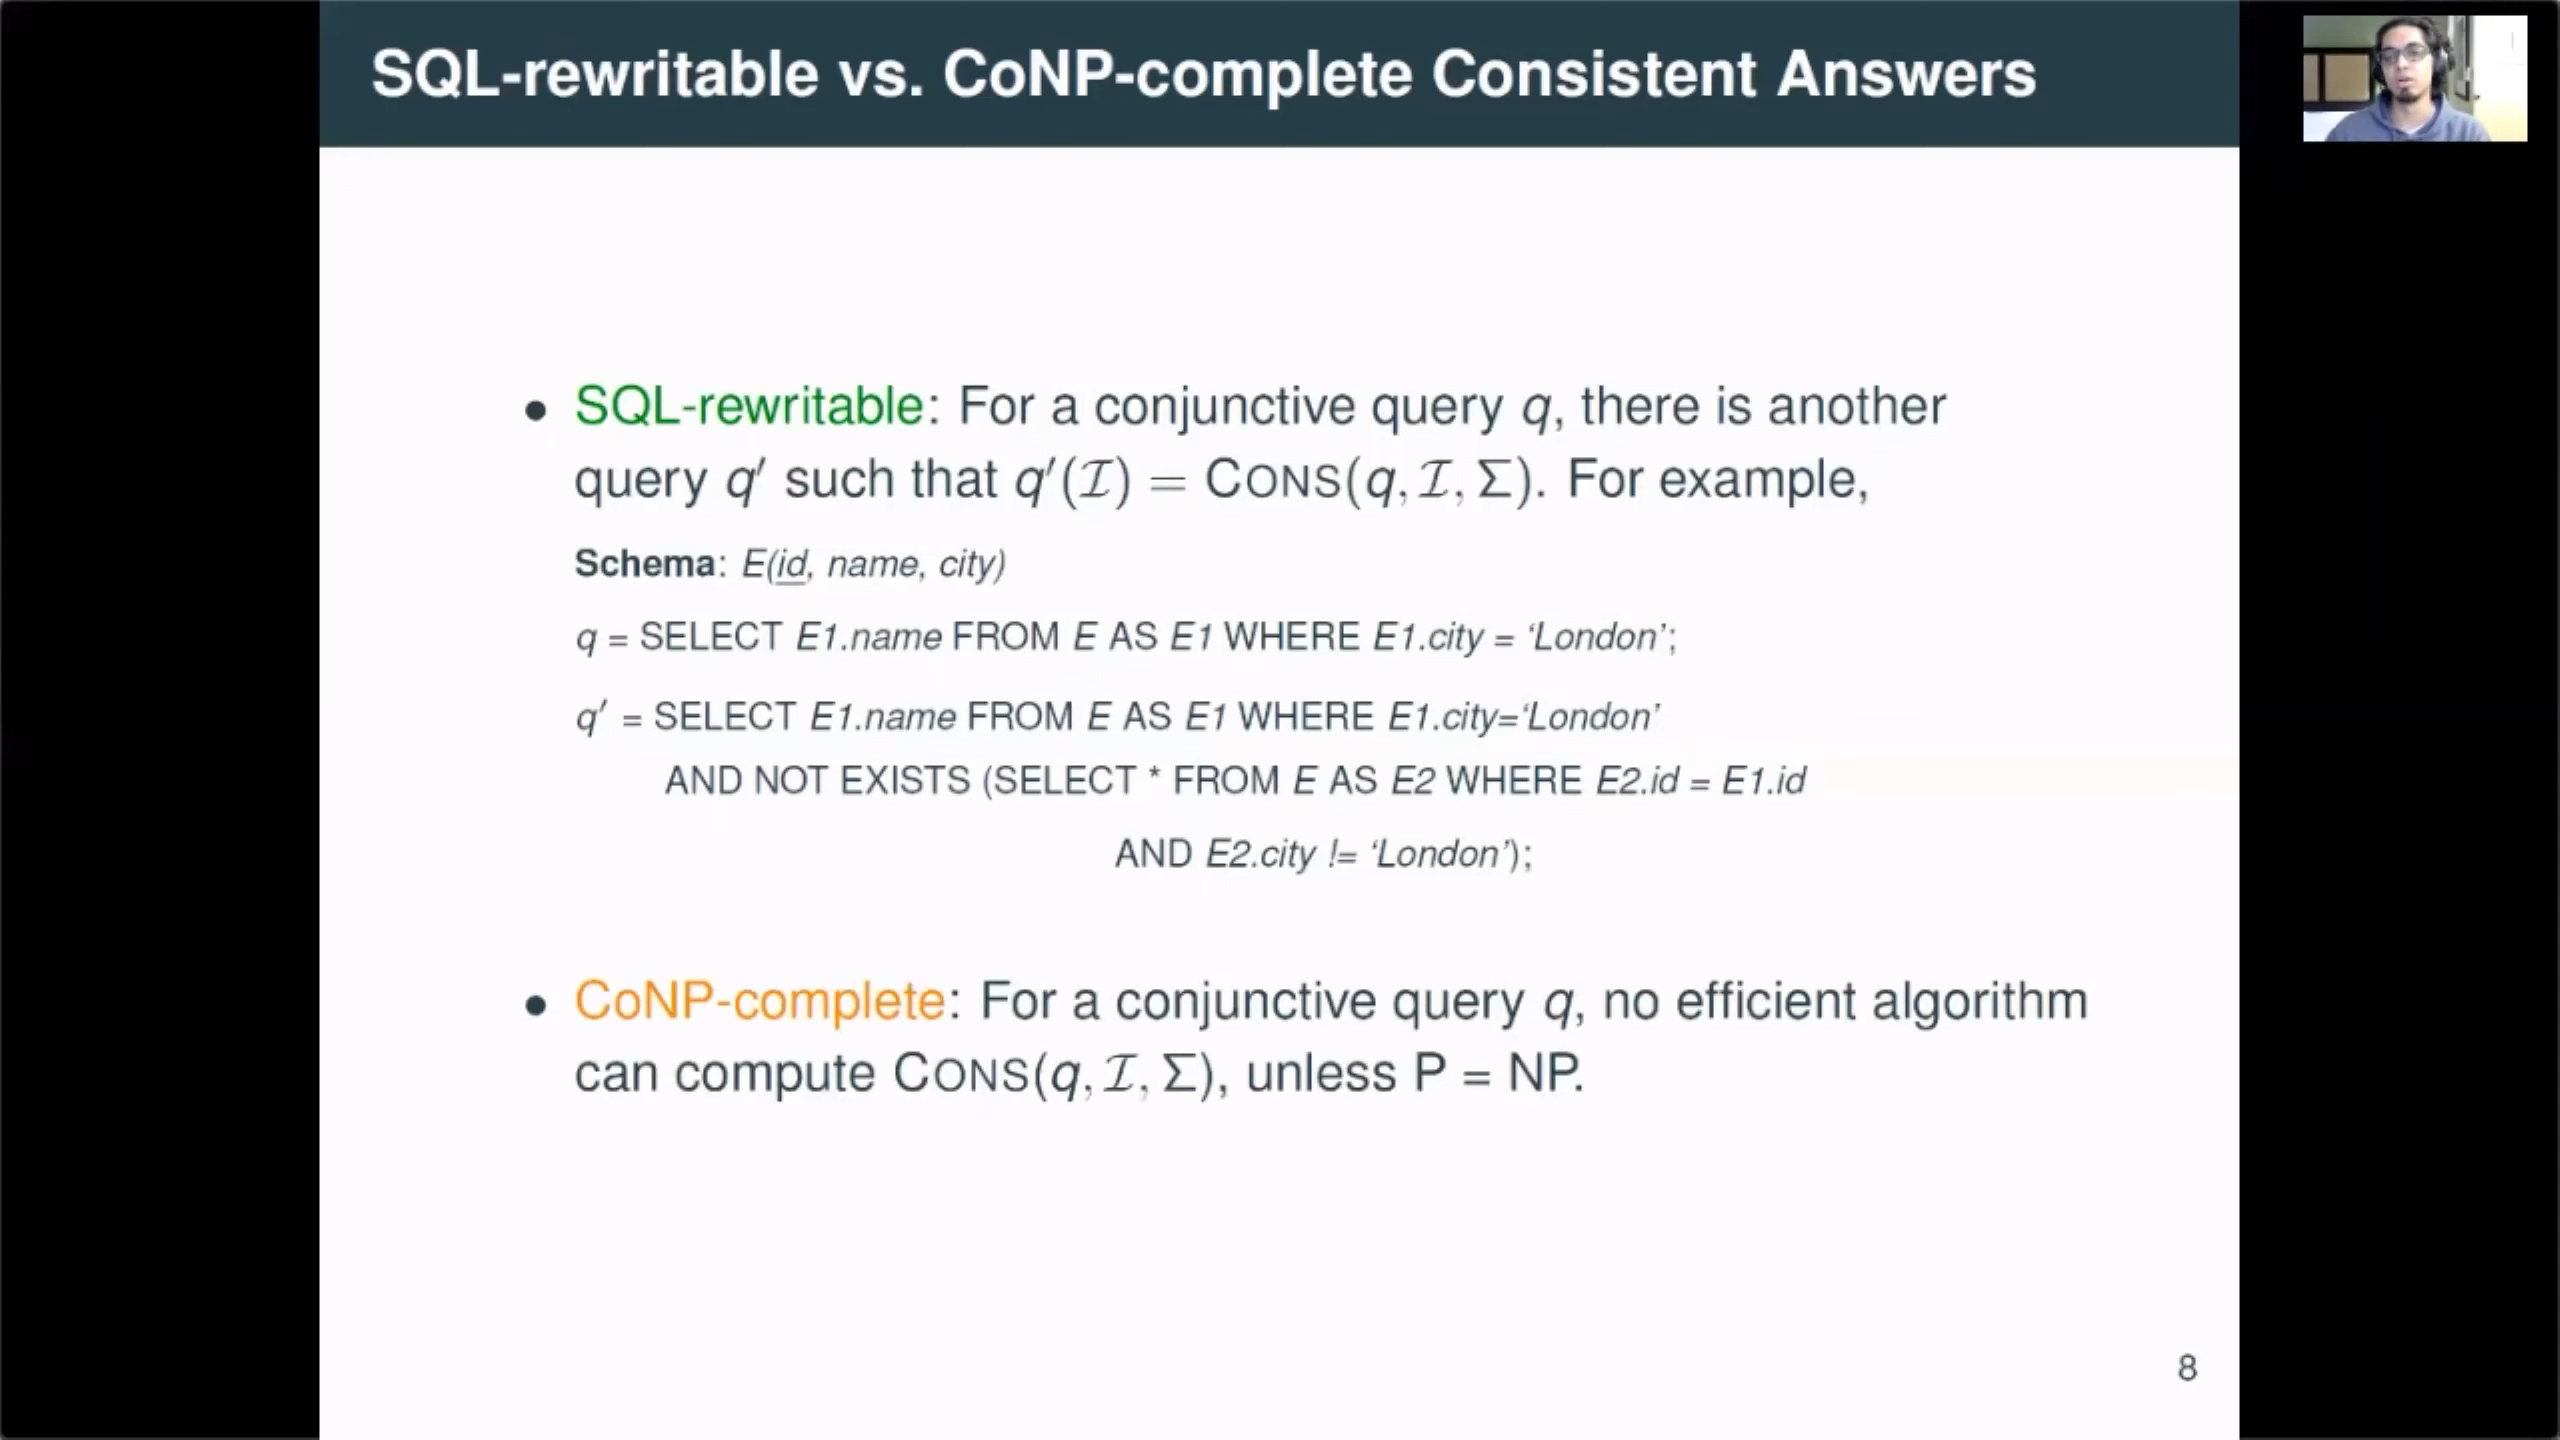 SQL-rewritable vs. CoNP-complete Consistent Answers
• SQL-rewritable: For a conjunctive query q, there is another
query q′ such that q′(ℐ) = CONS(q, ℐ, Σ). For example,
Schema: E(id, name, city)
q = SELECT E1.name FROM E AS E1 WHERE E1.city = ‘London’;
q′ = SELECT E1.name FROM E AS E1 WHERE E1.city=‘London’
AND NOT EXISTS (SELECT * FROM E AS E2 WHERE E2.id = E1.id
AND E2.city != ‘London’);
• CoNP-complete: For a conjunctive query q, no efficient algorithm
can compute CONS(q, ℐ, Σ), unless P = NP.
8